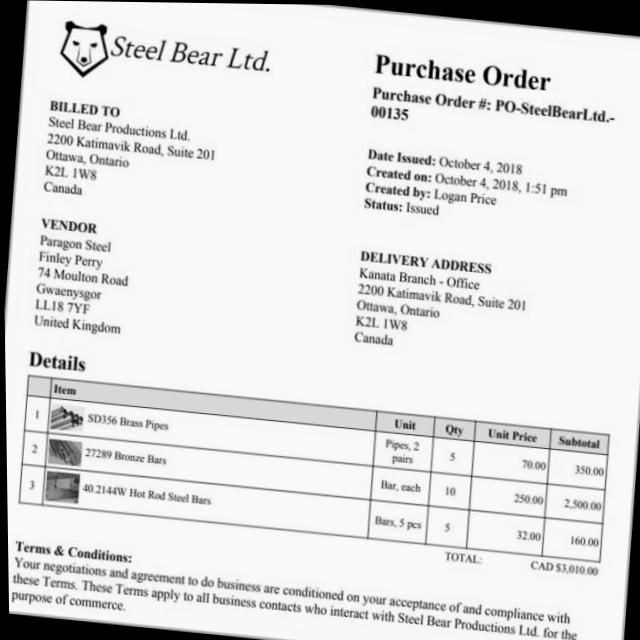 Steel Bear Ltd.
Purchase Order
Purchase Order #: PO-SteelBearLtd.-
00135
BILLED TO
Steel Bear Productions Ltd.
2200 Katimavik Road, Suite 201
Ottawa, Ontario
K2L 1W8
Canada
Date Issued: October 4, 2018
Created on: October 4, 2018, 1:51 pm
Created by: Logan Price
Status: Issued
VENDOR
Paragon Steel
Finley Perry
74 Moulton Road
Gwaenysgor
LL18 7YF
United Kingdom
DELIVERY ADDRESS
Kanata Branch - Office
2200 Katimavik Road, Suite 201
Ottawa, Ontario
K2L 1W8
Canada
Details
Item Unit Qty Unit Price Subtotal
1 SD356 Brass Pipes Pipes, 2 pairs 5 70.00 350.00
2 27289 Bronze Bars Bar, each 10 250.00 2,500.00
3 40.2144W Hot Rod Steel Bars Bars, 5 pcs 5 32.00 160.00
TOTAL: CAD $3,010.00
Terms & Conditions:
Your negotiations and agreement to do business are conditioned on your acceptance of and compliance with
these Terms. These Terms apply to all business contacts who interact with Steel Bear Productions Ltd. for the
purpose of commerce.